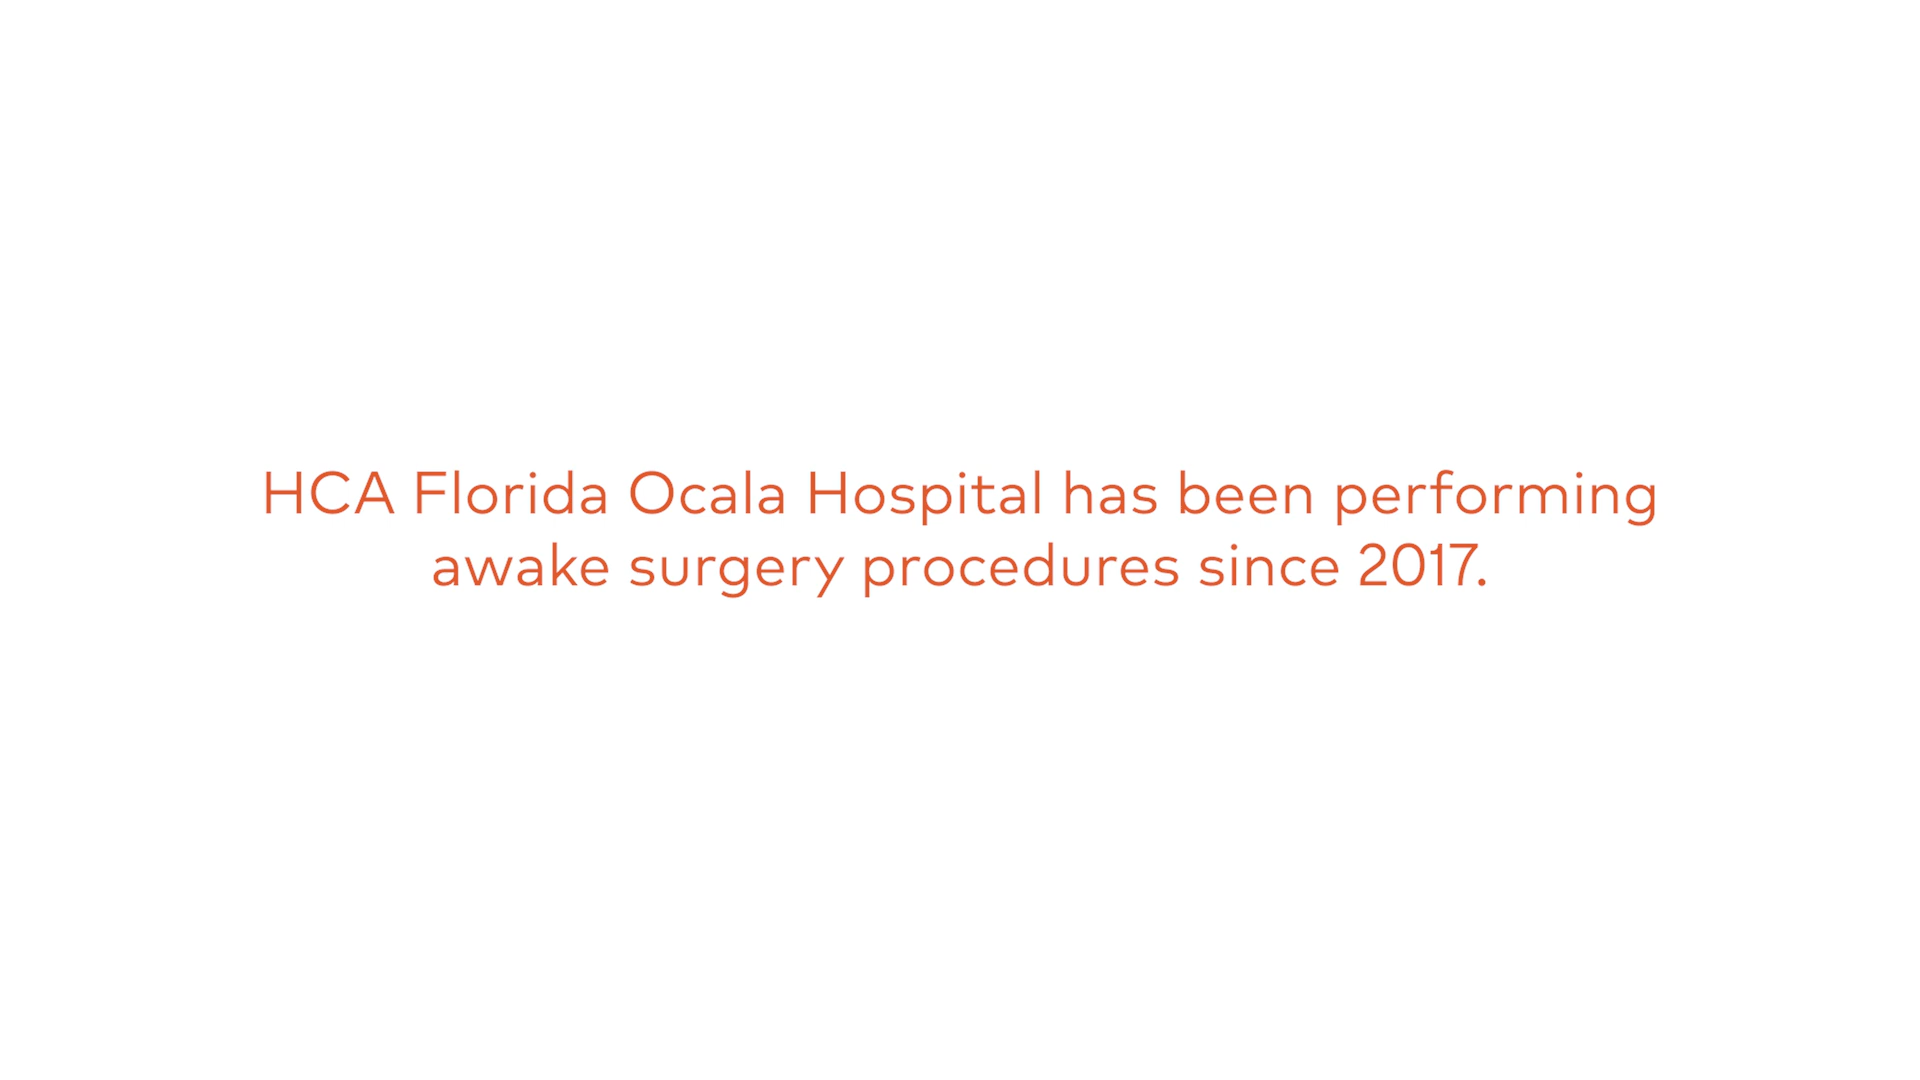 HCA Florida Ocala Hospital has been performing
awake surgery procedures since 2017.